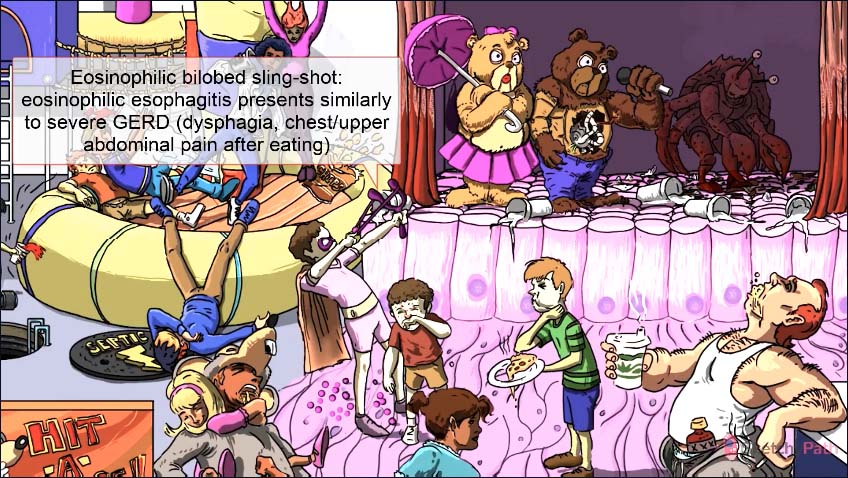 Eosinophilic bilobed sling-shot:
eosinophilic esophagitis presents similarly
to severe GERD (dysphagia, chest/upper
abdominal pain after eating)
SEPTIC
HIT